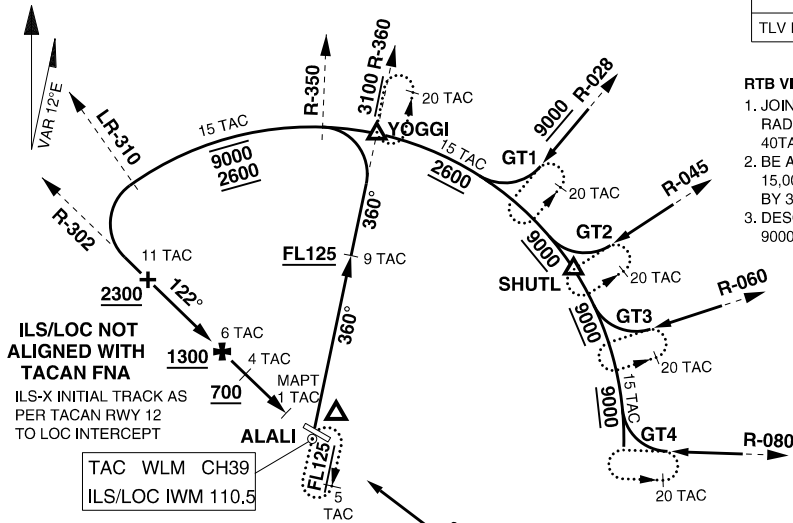 TLV
RTB
1. JOIN
RAD
40TA
2. BE A
15,00
BY 3
3. DESC
9000
VAR 12°E
LR-310
R-302
15 TAC
9000
2600
R-350
3100 R-360
20 TAC
YOGGI
15 TAC
2600
GT1
9000
R-028
20 TAC
R-045
GT2
9000
SHUTL
20 TAC
R-060
GT3
9000
20 TAC
15 TAC
9000
GT4
R-080
20 TAC
360°
FL125
9 TAC
360°
11 TAC
2300
122°
6 TAC
1300
4 TAC
700
MAPT
1 TAC
ILS/LOC NOT
ALIGNED WITH
TACAN FNA
ILS-X INITIAL TRACK AS
PER TACAN RWY 12
TO LOC INTERCEPT
ALALI
FL125
5
TAC
TAC WLM CH39
ILS/LOC IWM 110.5